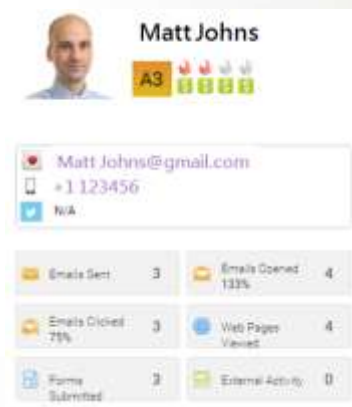 Matt Johns
A3
Matt Johns@gmail.com
+1 123456
N/A
Emails Sent 3
Emails Opened 4
133%
Emails Clicked 3
75%
Web Pages 4
Viewed
Forms 3
Submitted
External Activity 0